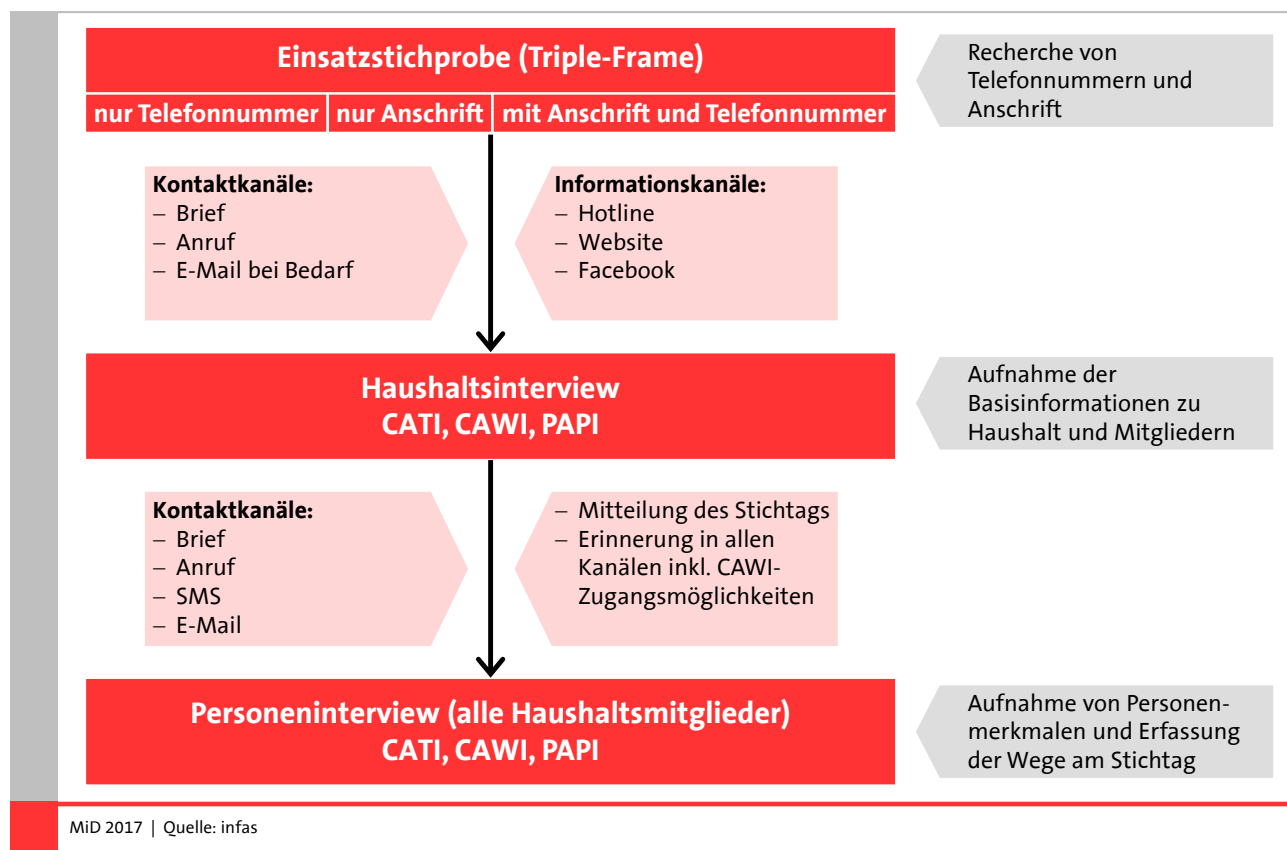 Einsatzstichprobe (Triple-Frame)
nur Telefonnummer nur Anschrift mit Anschrift und Telefonnummer
Recherche von
Telefonnummern und
Anschrift
Kontaktkanäle:
– Brief
– Anruf
– E-Mail bei Bedarf
Informationskanäle:
– Hotline
– Website
– Facebook
Haushaltsinterview
CATI, CAWI, PAPI
Aufnahme der
Basisinformationen zu
Haushalt und Mitgliedern
Kontaktkanäle:
– Brief
– Anruf
– SMS
– E-Mail
– Mitteilung des Stichtags
– Erinnerung in allen
Kanälen inkl. CAWI-
Zugangsmöglichkeiten
Personeninterview (alle Haushaltsmitglieder)
CATI, CAWI, PAPI
Aufnahme von Personen-
merkmalen und Erfassung
der Wege am Stichtag
MiD 2017 | Quelle: infas